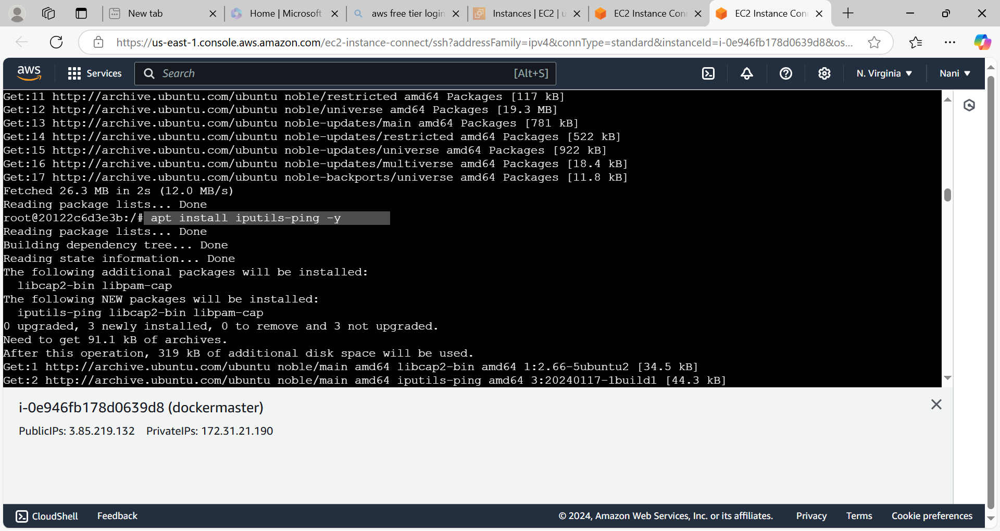 New tab
Home | Microsoft
aws free tier login
Instances | EC2 | u
EC2 Instance Con
EC2 Instance Con
https://us-east-1.console.aws.amazon.com/ec2-instance-connect/ssh?addressFamily=ipv4&connType=standard&instanceId=i-0e946fb178d0639d8&os...
aws
Services
Search
[Alt+S]
N. Virginia ▼
Nani ▼
Get:11 http://archive.ubuntu.com/ubuntu noble/restricted amd64 Packages [117 kB]
Get:12 http://archive.ubuntu.com/ubuntu noble/universe amd64 Packages [19.3 MB]
Get:13 http://archive.ubuntu.com/ubuntu noble-updates/main amd64 Packages [781 kB]
Get:14 http://archive.ubuntu.com/ubuntu noble-updates/restricted amd64 Packages [522 kB]
Get:15 http://archive.ubuntu.com/ubuntu noble-updates/universe amd64 Packages [922 kB]
Get:16 http://archive.ubuntu.com/ubuntu noble-updates/multiverse amd64 Packages [18.4 kB]
Get:17 http://archive.ubuntu.com/ubuntu noble-backports/universe amd64 Packages [11.8 kB]
Fetched 26.3 MB in 2s (12.0 MB/s)
Reading package lists... Done
root@20122c6d3e3b:/# apt install iputils-ping -y
Reading package lists... Done
Building dependency tree... Done
Reading state information... Done
The following additional packages will be installed:
  libcap2-bin libpam-cap
The following NEW packages will be installed:
  iputils-ping libcap2-bin libpam-cap
0 upgraded, 3 newly installed, 0 to remove and 3 not upgraded.
Need to get 91.1 kB of archives.
After this operation, 319 kB of additional disk space will be used.
Get:1 http://archive.ubuntu.com/ubuntu noble/main amd64 libcap2-bin amd64 1:2.66-5ubuntu2 [34.5 kB]
Get:2 http://archive.ubuntu.com/ubuntu noble/main amd64 iputils-ping amd64 3:20240117-1build1 [44.3 kB]
i-0e946fb178d0639d8 (dockermaster)
PublicIPs: 3.85.219.132 PrivateIPs: 172.31.21.190
CloudShell
Feedback
© 2024, Amazon Web Services, Inc. or its affiliates.
Privacy
Terms
Cookie preferences